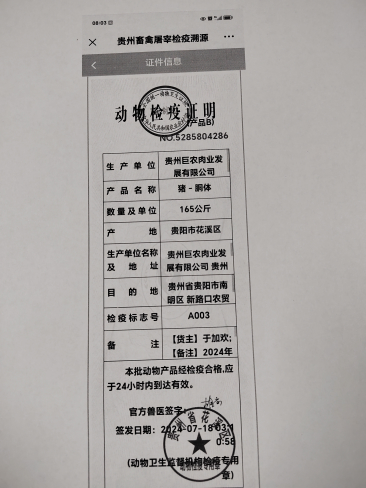 08:03
贵州畜禽屠宰检疫溯源
证件信息
动物检疫证明
(产品B)
NO.5285804286
生产单位 贵州巨农肉业发
展有限公司
产品名称 猪-胴体
数量及单位 165公斤
产地 贵阳市花溪区
生产单位名称
及地址 贵州巨农肉业发
展有限公司 贵州
目的地 贵州省贵阳市南
明区 新路口农贸
检疫标志号 A003
备注 【货主】于加欢;
【备注】2024年
本批动物产品经检疫合格,应
于24小时内到达有效。
官方兽医签字:
签发日期: 2024-07-18 03:1
0:58
(动物卫生监督机构检疫专用
章)